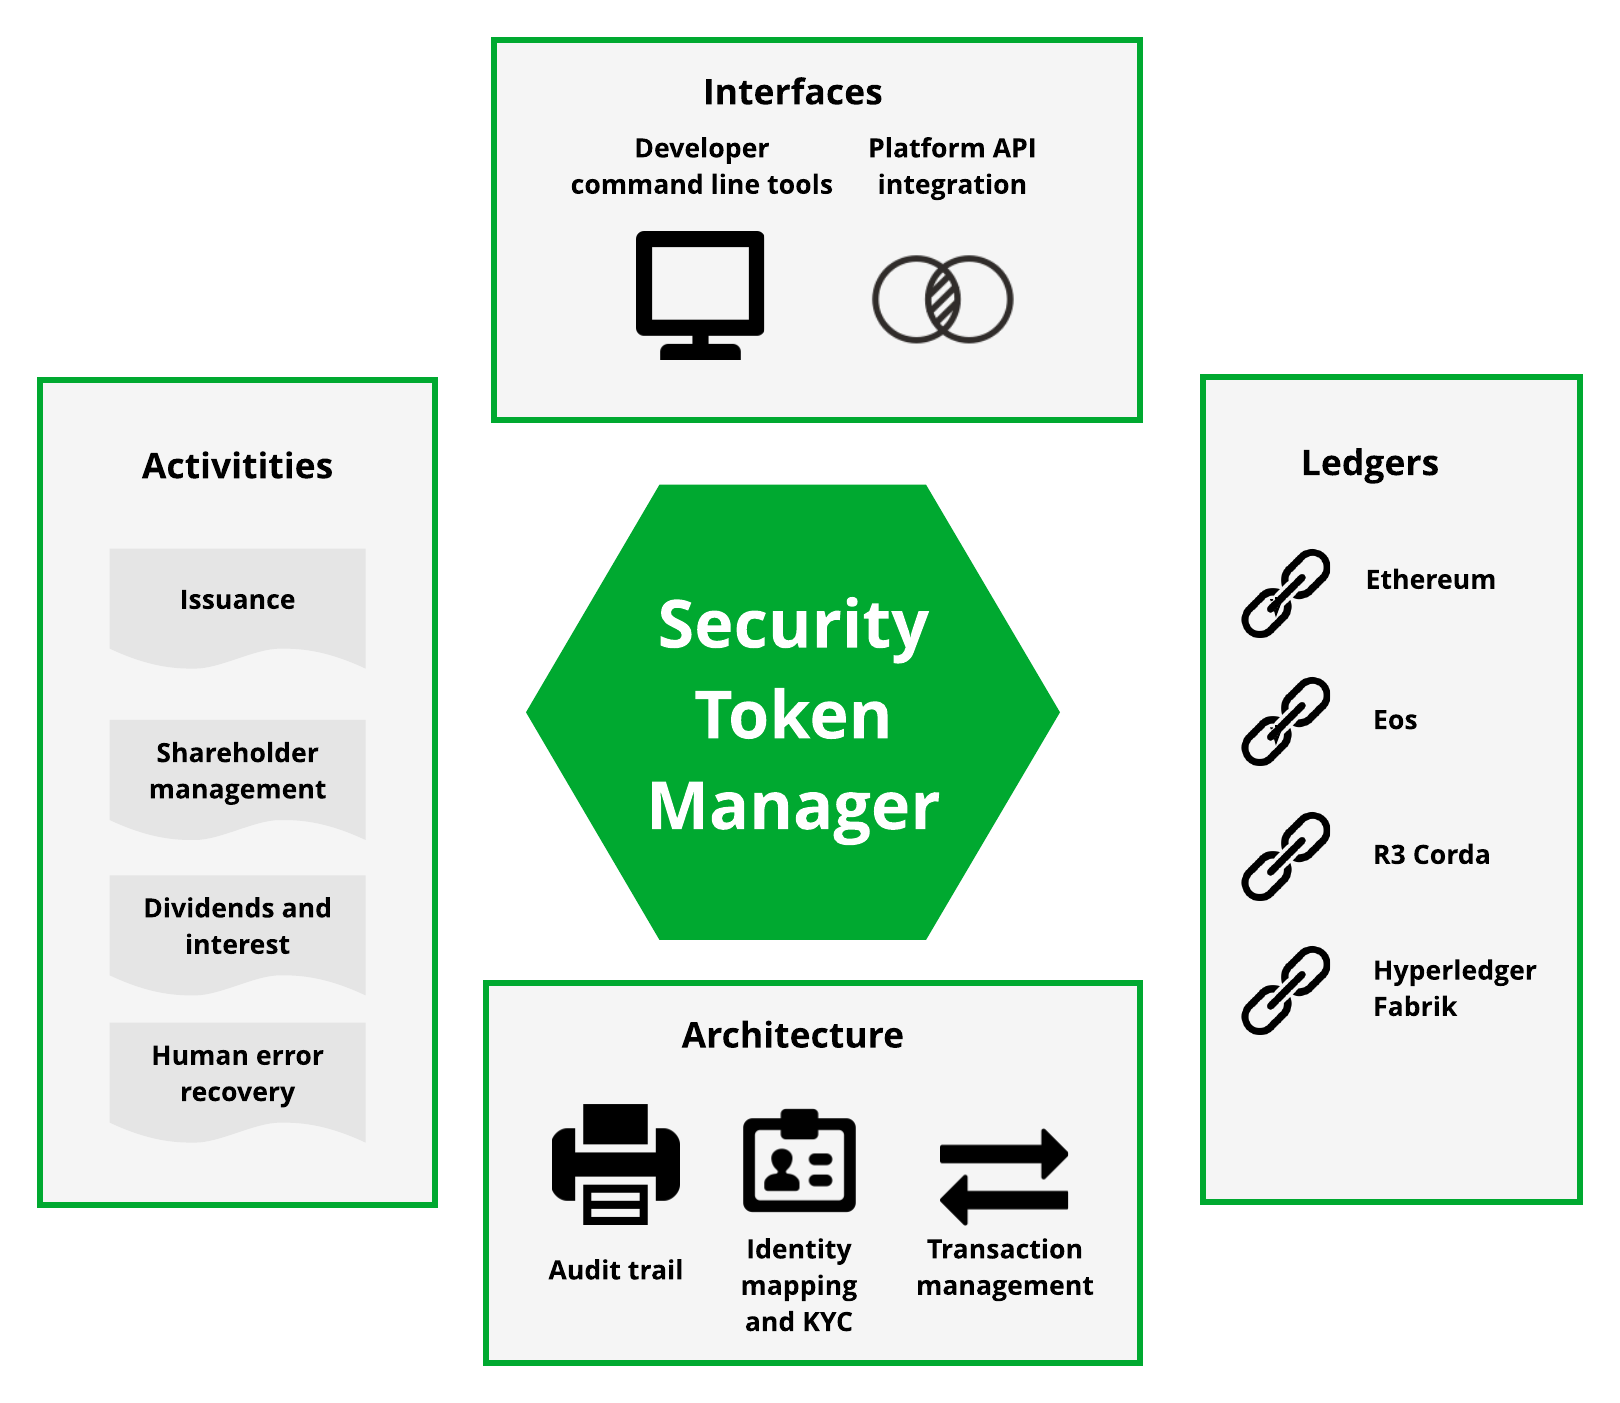 Interfaces
Developer
command line tools
Platform API
integration
Activitities
Issuance
Shareholder
management
Dividends and
interest
Human error
recovery
Security
Token
Manager
Ledgers
Ethereum
Eos
R3 Corda
Hyperledger
Fabrik
Architecture
Audit trail
Identity
mapping
and KYC
Transaction
management